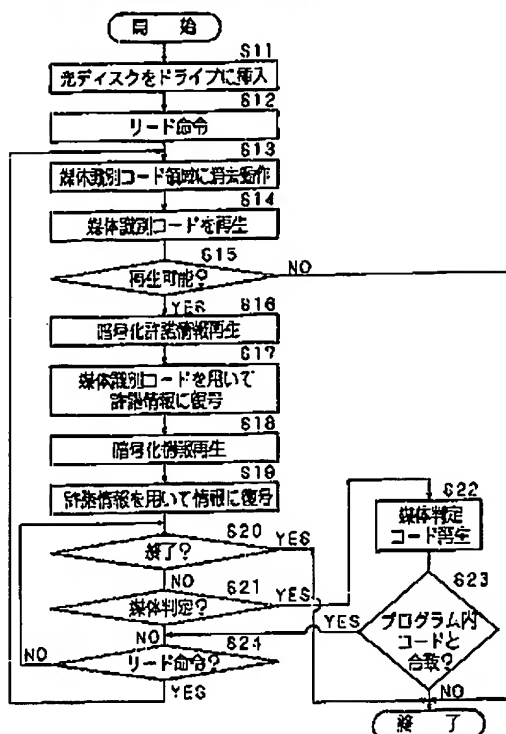 開 始
S11
光ディスクをドライブに挿入
S12
リード命令
S13
媒体識別コード領域に消去動作
S14
媒体識別コードを再生
S15
再生可能?
NO
YES
S16
暗号化許諾情報再生
S17
媒体識別コードを用いて
許諾情報に復号
S18
暗号化情報再生
S19
許諾情報を用いて情報に復号
S20
終了?
YES
NO
S21
媒体判定?
YES
NO
S22
媒体判定
コード再生
S23
プログラム内
コードと
合致?
YES
NO
S24
リード命令?
NO
YES
終 了